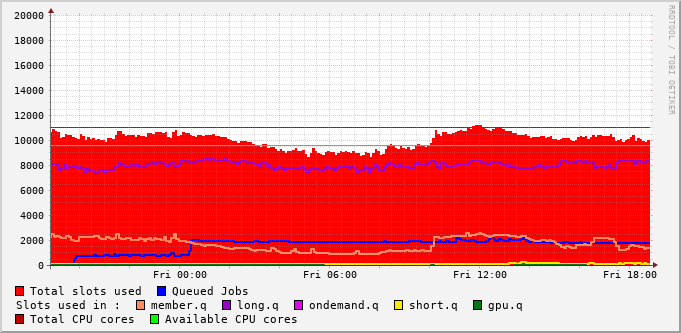 20000
18000
16000
14000
12000
10000
8000
6000
4000
2000
0
Fri 00:00 Fri 06:00 Fri 12:00 Fri 18:00
Total slots used Queued Jobs
Slots used in : member.q long.q ondemand.q short.q gpu.q
Total CPU cores Available CPU cores
RRDTOOL / TOBI OETIKER